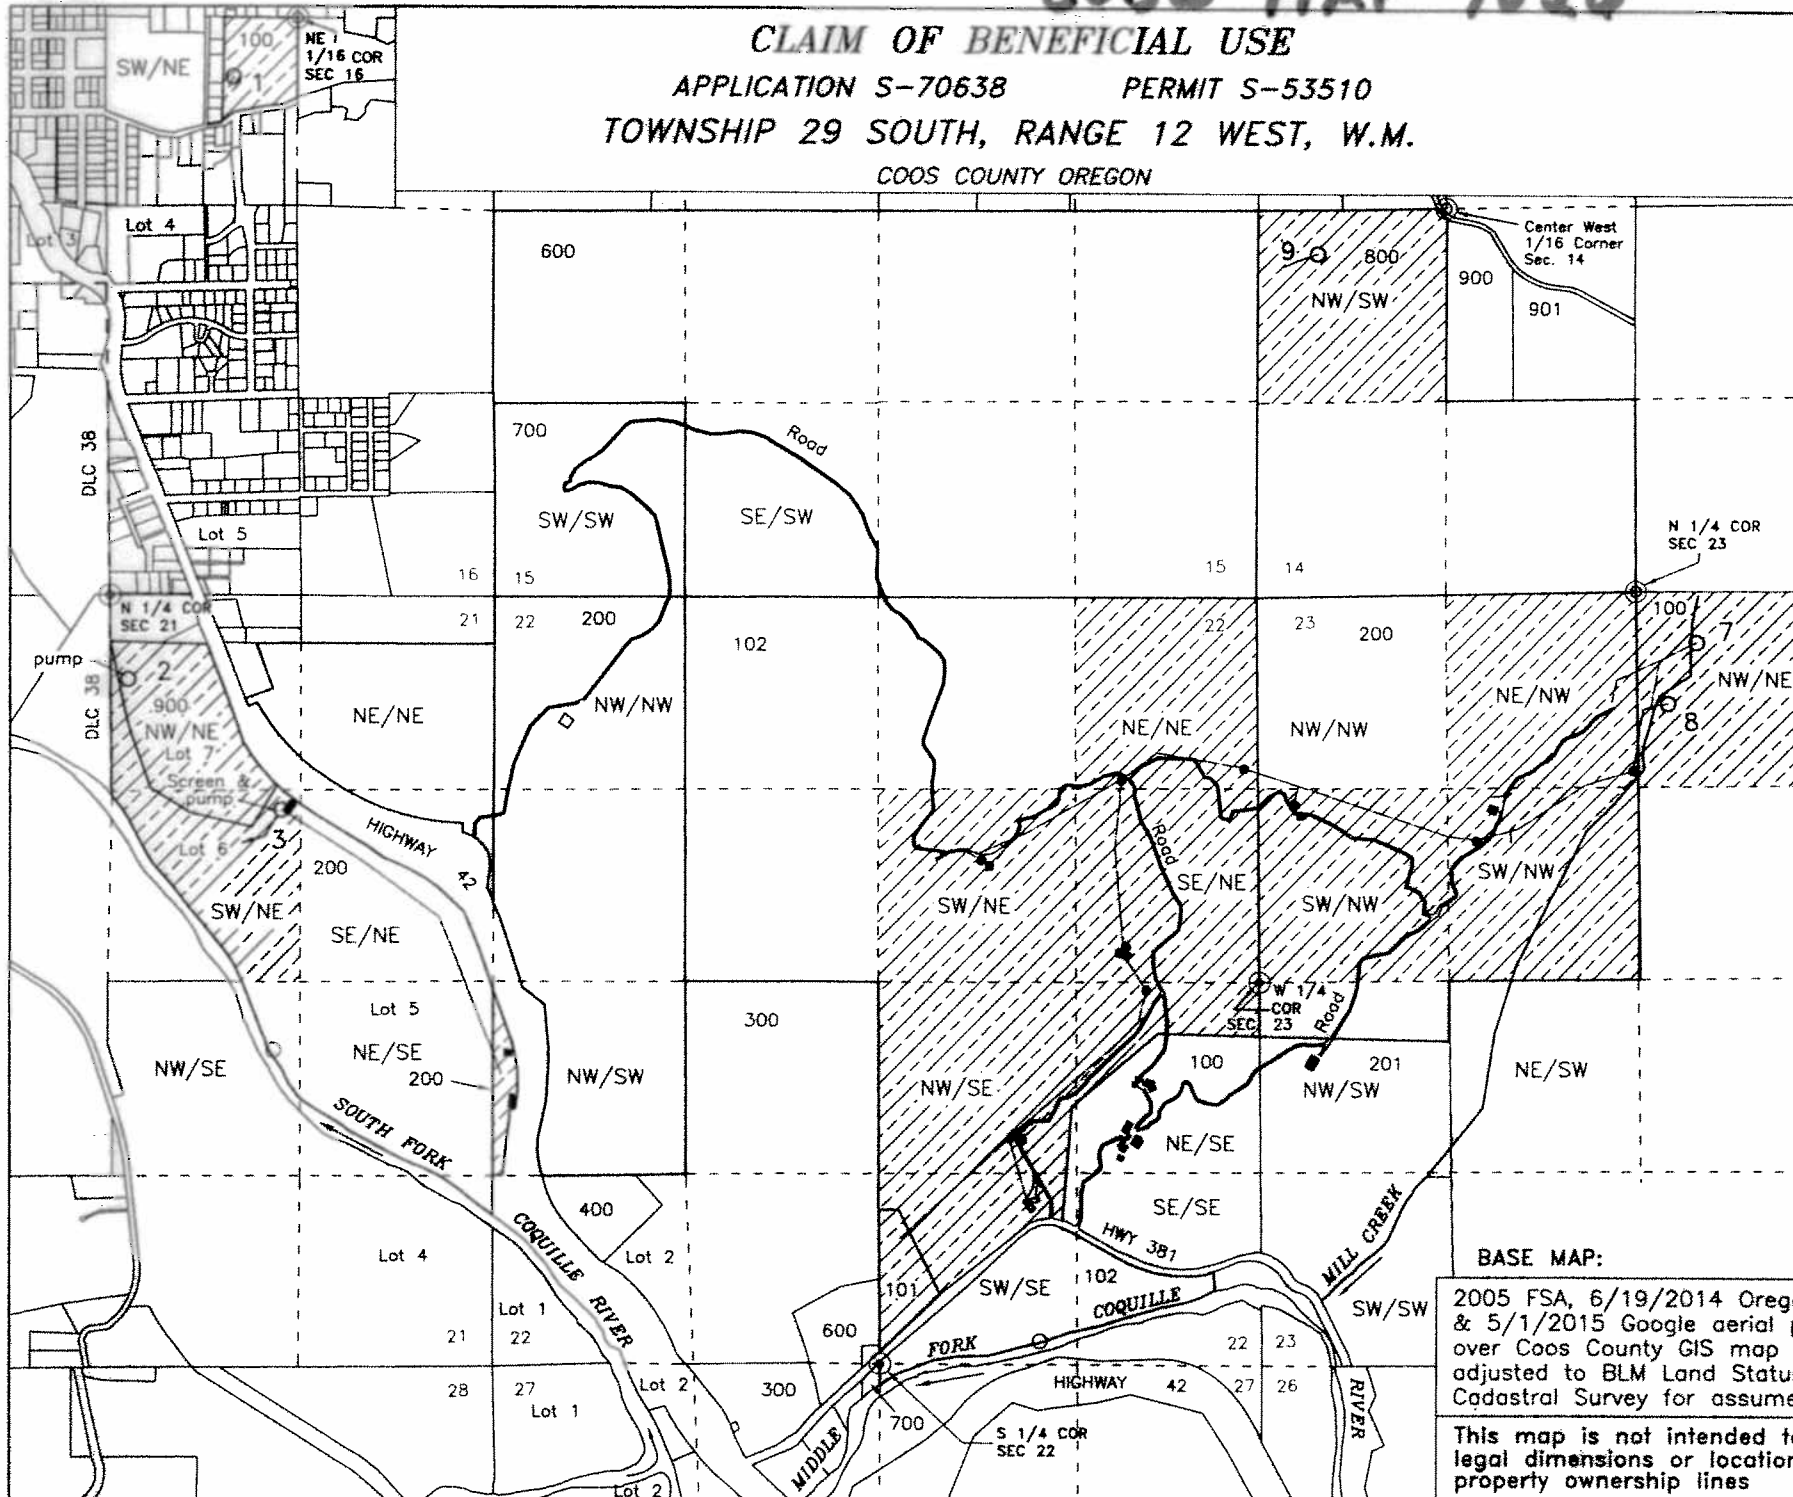 CLAIM OF BENEFICIAL USE
APPLICATION S-70638 PERMIT S-53510
TOWNSHIP 29 SOUTH, RANGE 12 WEST, W.M.
COOS COUNTY OREGON
SW/NE
100
1
NE
1/16 COR
SEC 16
Lot 3
Lot 4
600
9
800
NW/SW
Center West
1/16 Corner
Sec. 14
900
901
DLC 38
700
Road
SW/SW
SE/SW
Lot 5
16
15
15
14
N 1/4 COR
SEC 23
N 1/4 COR
SEC 21
21
22
200
102
22
23
200
100
7
pump
2
DLC 38
900
NW/NE
Lot 7
NE/NE
NW/NW
NE/NE
NW/NW
NE/NW
NW/NE
8
Screen &
pump
3
Lot 6
HIGHWAY
42
200
Road
SW/NE
SE/NE
SW/NE
SE/NE
SW/NW
SW/NW
W 1/4
COR
SEC 23
Road
Lot 5
300
NW/SE
NE/SE
200
NW/SW
NW/SE
100
201
NW/SW
NE/SW
SOUTH FORK
NE/SE
400
SE/SE
COQUILLE
RIVER
Lot 4
Lot 2
HWY 381
MILL CREEK
101
SW/SE
102
COQUILLE
SW/SW
Lot 1
21
22
600
FORK
22
23
28
27
Lot 1
Lot 2
300
HIGHWAY 42
27
26
RIVER
700
S 1/4 COR
SEC 22
MIDDLE
Lot 2
BASE MAP:
2005 FSA, 6/19/2014 Oreg
& 5/1/2015 Google aerial p
over Coos County GIS map
adjusted to BLM Land Status
Cadastral Survey for assume
This map is not intended to
legal dimensions or location
property ownership lines